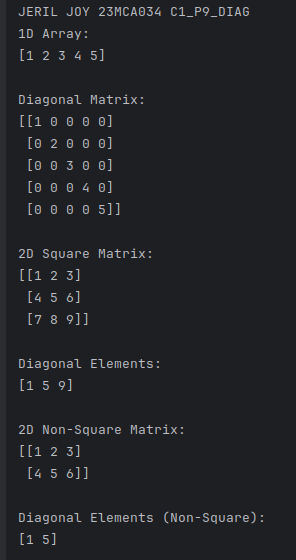 JERIL JOY 23MCA034 C1_P9_DIAG
1D Array:
[1 2 3 4 5]
Diagonal Matrix:
[[1 0 0 0 0]
[0 2 0 0 0]
[0 0 3 0 0]
[0 0 0 4 0]
[0 0 0 0 5]]
2D Square Matrix:
[[1 2 3]
[4 5 6]
[7 8 9]]
Diagonal Elements:
[1 5 9]
2D Non-Square Matrix:
[[1 2 3]
[4 5 6]]
Diagonal Elements (Non-Square):
[1 5]